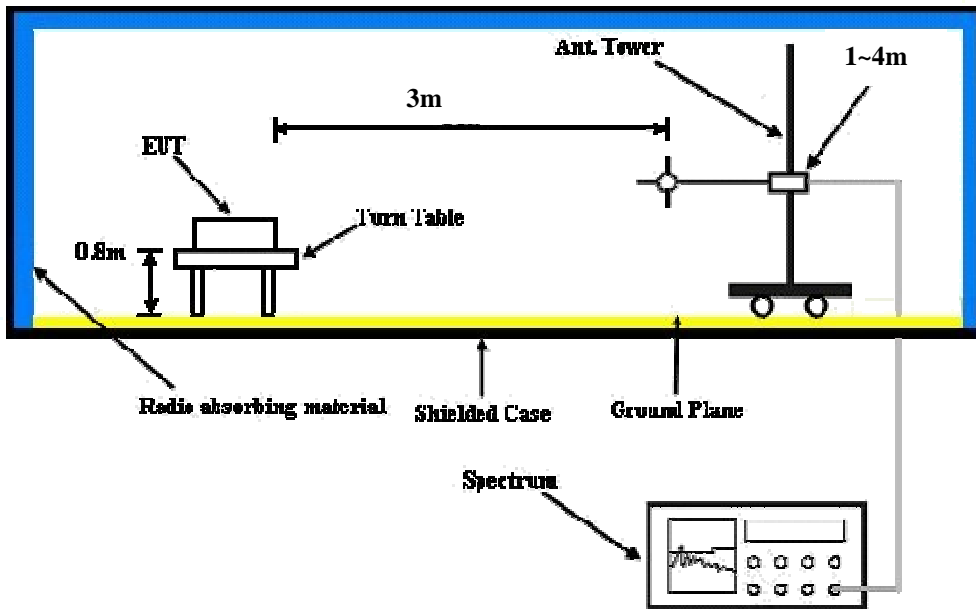 Ant. Tower
1~4m
3m
EUT
Turn Table
0.8m
Radio absorbing material
Shielded Case
Ground Plane
Spectrum